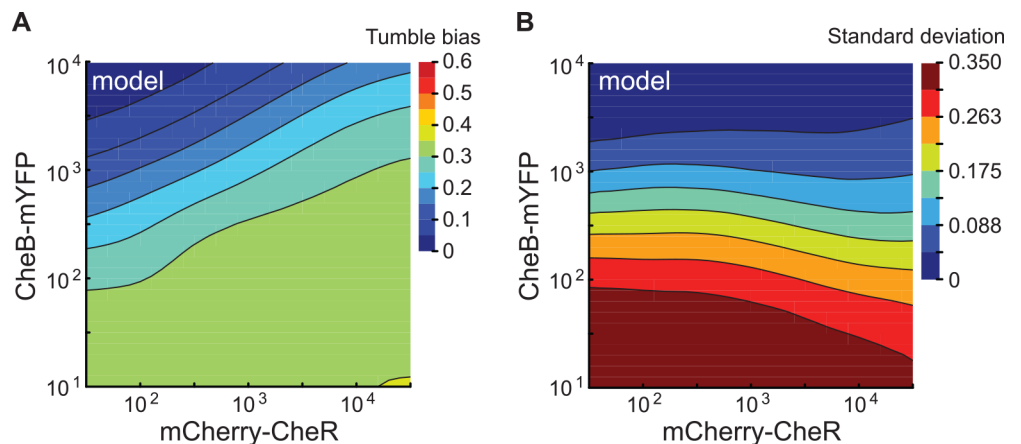 A
Tumble bias
model
10^4
10^3
10^2
10^1
CheB-mYFP
10^2
10^3
10^4
mCherry-CheR
0.6
0.5
0.4
0.3
0.2
0.1
0
B
Standard deviation
model
10^4
10^3
10^2
10^1
CheB-mYFP
10^2
10^3
10^4
mCherry-CheR
0.350
0.263
0.175
0.088
0